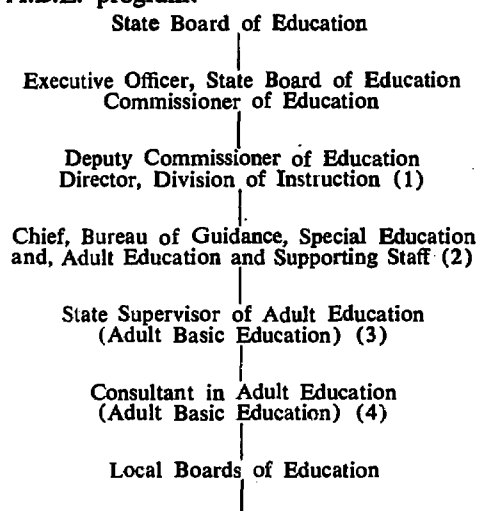 A.B.E. program.
State Board of Education
Executive Officer, State Board of Education
Commissioner of Education
Deputy Commissioner of Education
Director, Division of Instruction (1)
Chief, Bureau of Guidance, Special Education
and, Adult Education and Supporting Staff (2)
State Supervisor of Adult Education
(Adult Basic Education) (3)
Consultant in Adult Education
(Adult Basic Education) (4)
Local Boards of Education